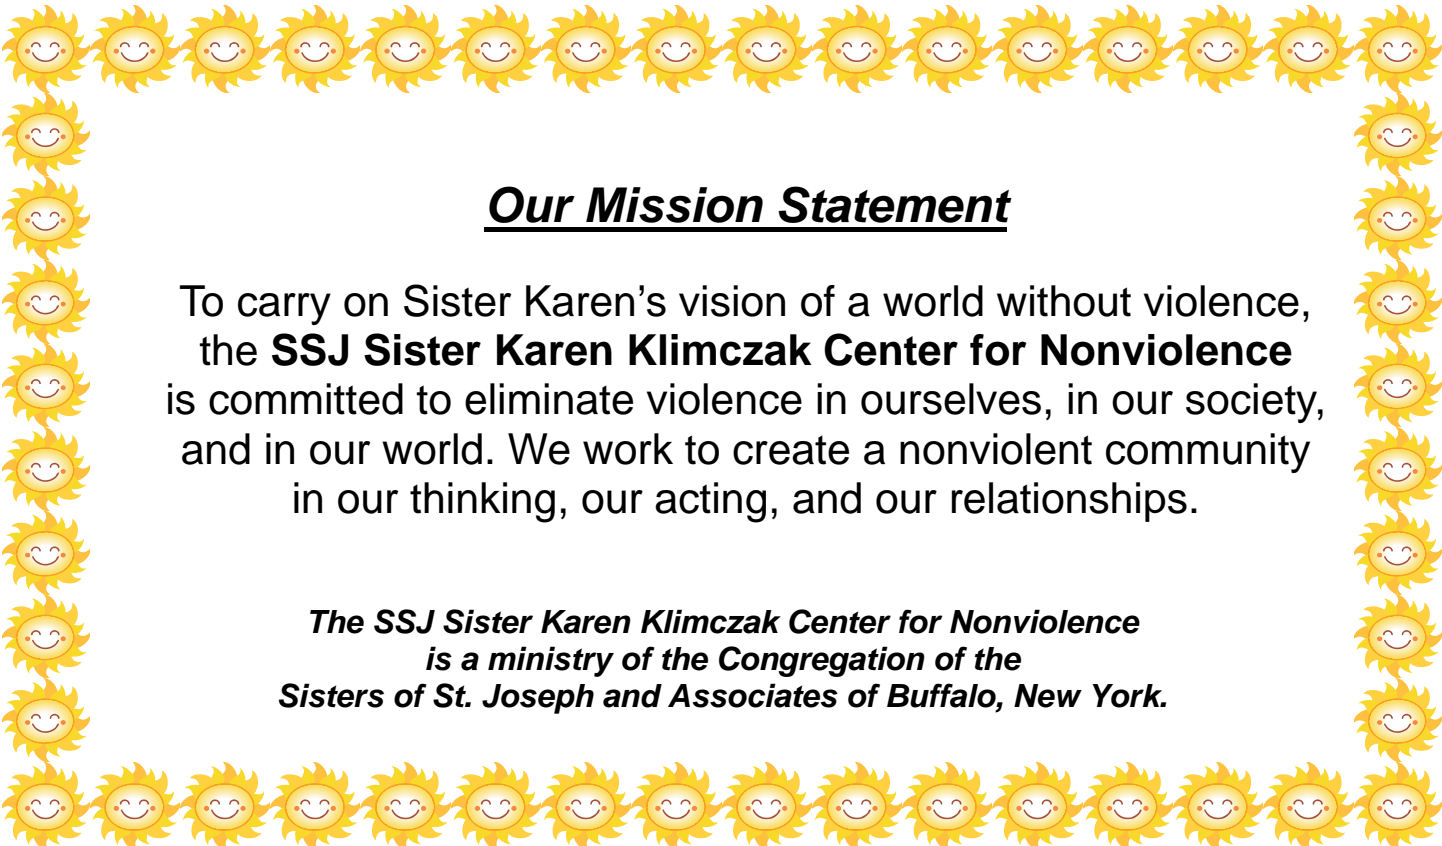 Our Mission Statement
To carry on Sister Karen’s vision of a world without violence,
the SSJ Sister Karen Klimczak Center for Nonviolence
is committed to eliminate violence in ourselves, in our society,
and in our world. We work to create a nonviolent community
in our thinking, our acting, and our relationships.
The SSJ Sister Karen Klimczak Center for Nonviolence
is a ministry of the Congregation of the
Sisters of St. Joseph and Associates of Buffalo, New York.